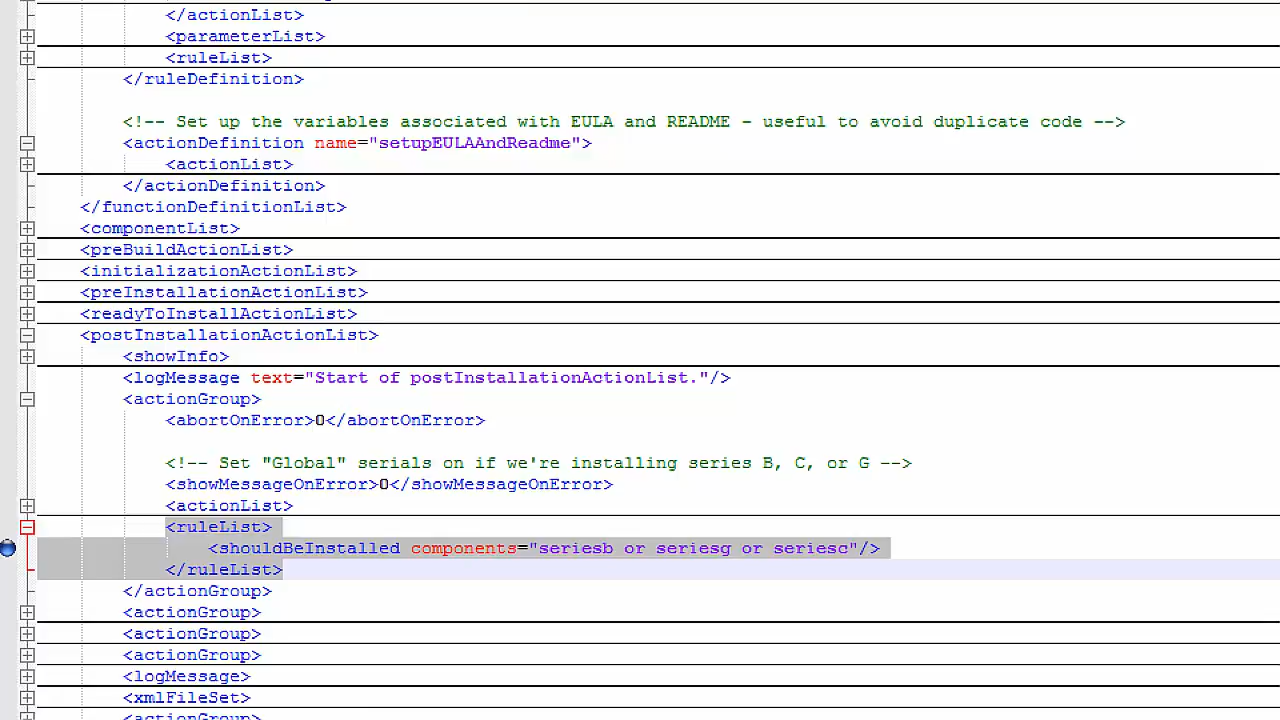 </actionList>
<parameterList>
<ruleList>
</ruleDefinition>
<!-- Set up the variables associated with EULA and README - useful to avoid duplicate code -->
<actionDefinition name="setupEULAAndReadme">
<actionList>
</actionDefinition>
</functionDefinitionList>
<componentList>
<preBuildActionList>
<initializationActionList>
<preInstallationActionList>
<readyToInstallActionList>
<postInstallationActionList>
<showInfo>
<logMessage text="Start of postInstallationActionList."/>
<actionGroup>
<abortOnError>0</abortOnError>
<!-- Set "Global" serials on if we're installing series B, C, or G -->
<showMessageOnError>0</showMessageOnError>
<actionList>
<ruleList>
<shouldBeInstalled components="seriesb or seriesg or seriesc"/>
</ruleList>
</actionGroup>
<actionGroup>
<actionGroup>
<actionGroup>
<logMessage>
<xmlFileSet>
<actionGroup>